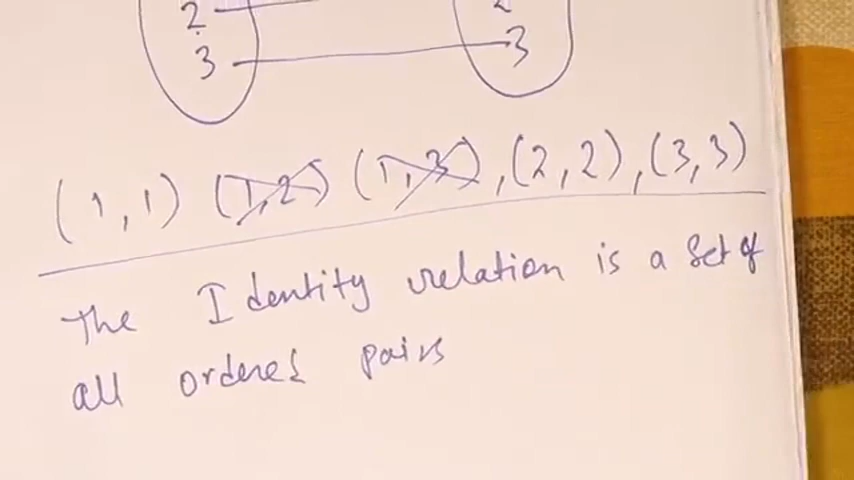 2 2
3 3
(1,1) (1,2) (1,3), (2,2), (3,3)
The Identity relation is a set of
all ordered pairs